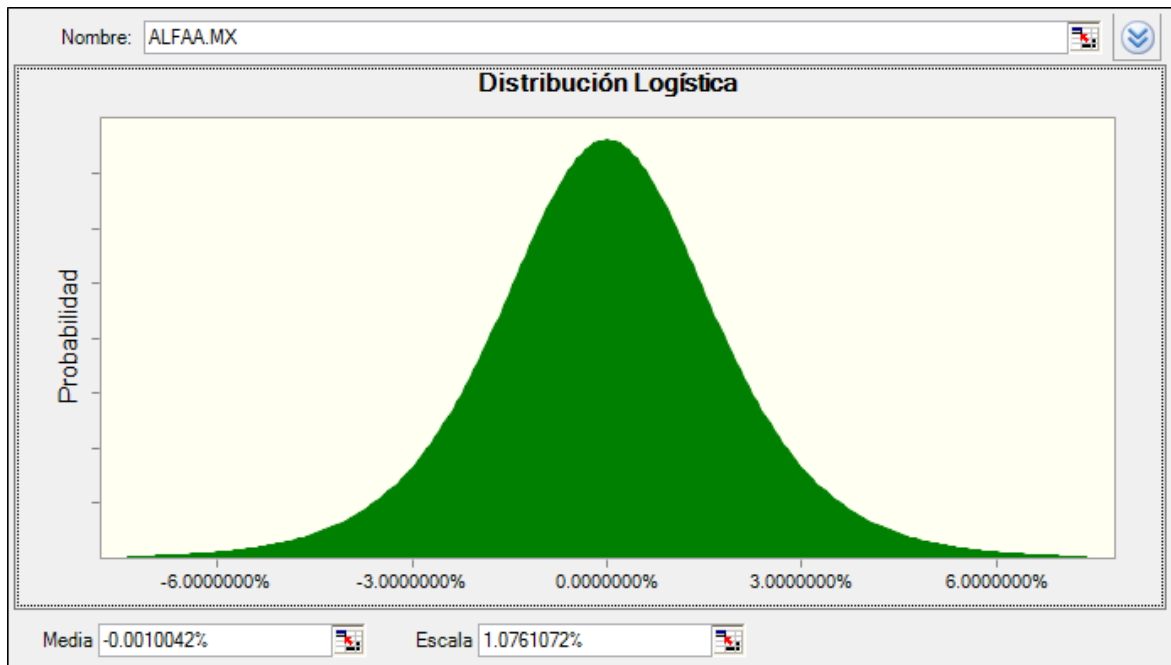 Nombre: ALFAA.MX
Distribución Logística
Probabilidad
-6.0000000% -3.0000000% 0.0000000% 3.0000000% 6.0000000%
Media -0.0010042% Escala 1.0761072%